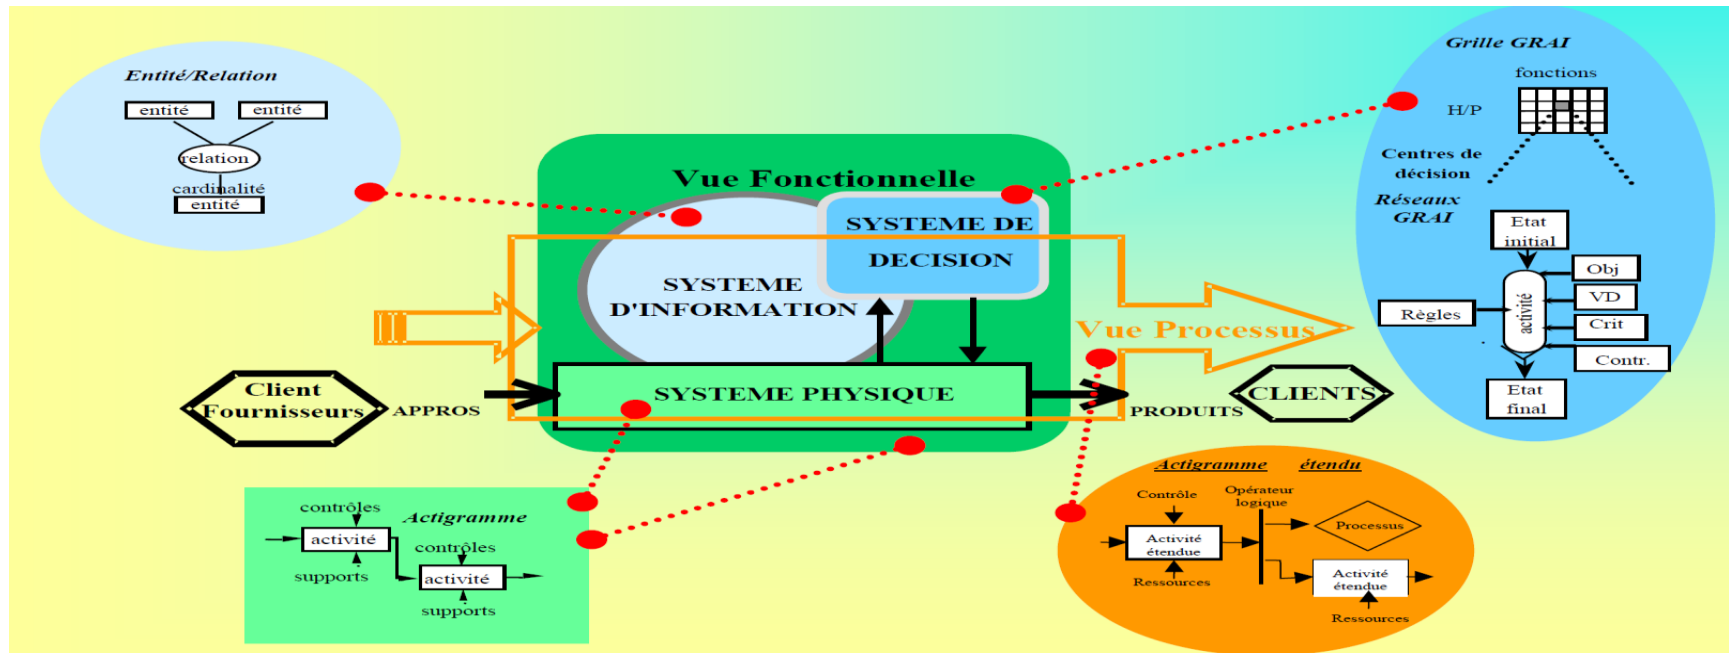 Entité/Relation
entité
entité
relation
cardinalité
entité
Vue Fonctionnelle
SYSTEME DE
DECISION
SYSTEME
D'INFORMATION
SYSTEME PHYSIQUE
Vue Processus
Client
Fournisseurs
APPROS
PRODUITS
CLIENTS
Grille GRAI
fonctions
H/P
Centres de
décision
Réseaux
GRAI
Etat
initial
Obj
VD
Règles
activité
Crit
Contr.
Etat
final
contrôles
Actigramme
activité
contrôles
supports
activité
supports
Actigramme étendu
Contrôle
Opérateur
logique
Processus
Activité
étendue
Ressources
Activité
étendue
Ressources